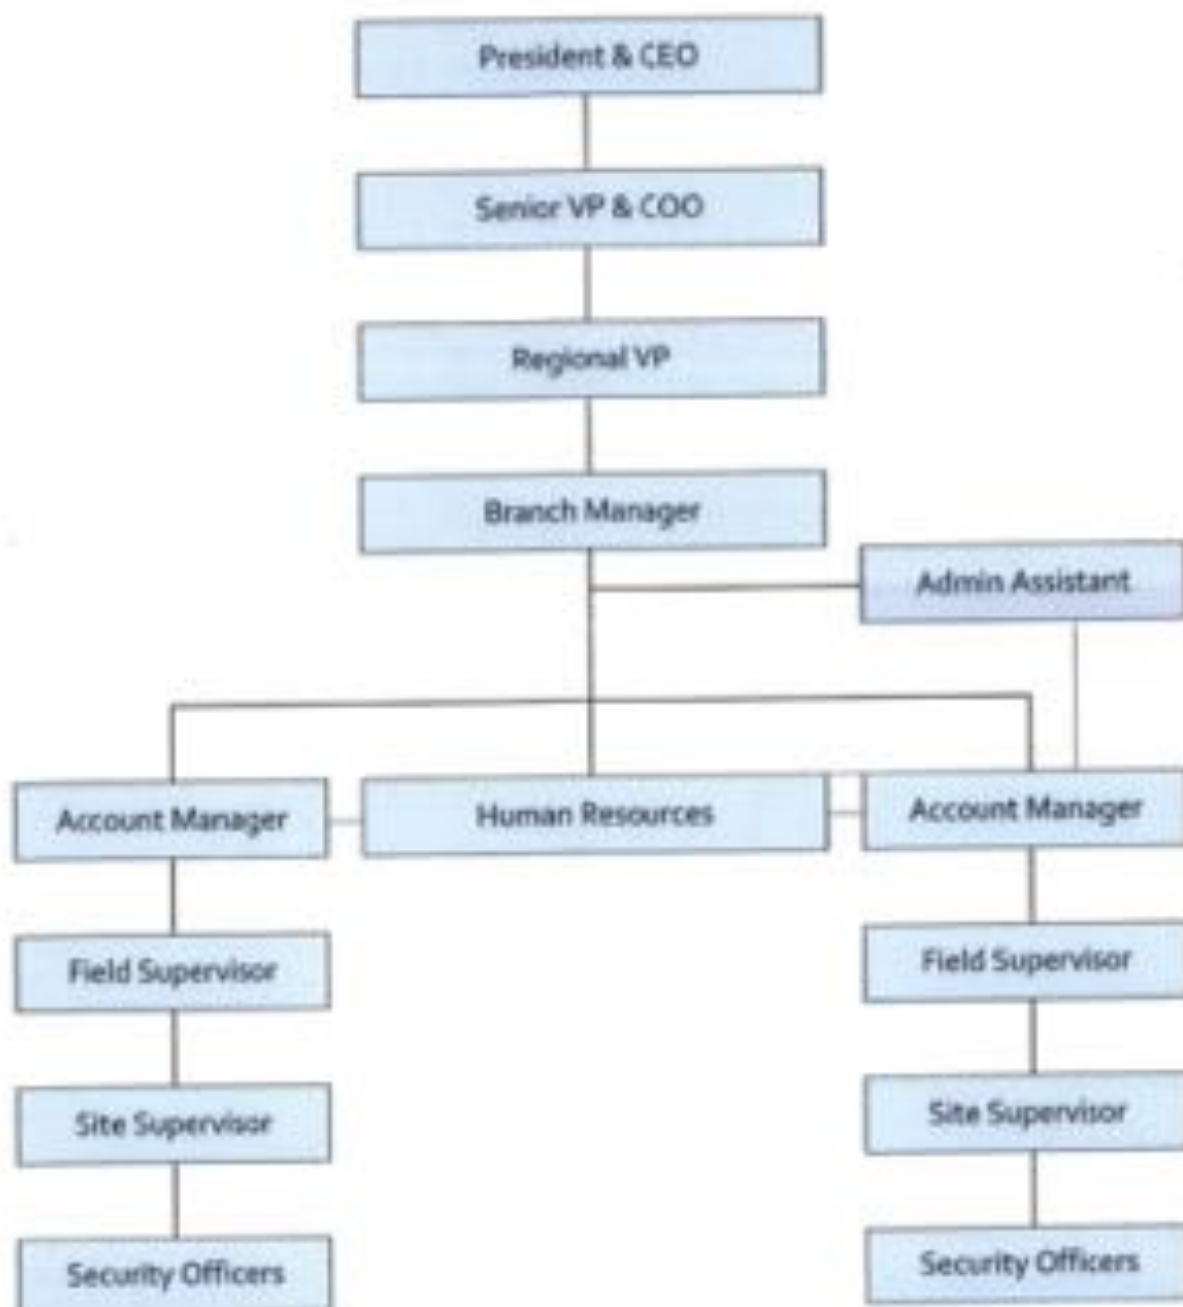 President & CEO
Senior VP & COO
Regional VP
Branch Manager
Admin Assistant
Account Manager
Human Resources
Account Manager
Field Supervisor
Field Supervisor
Site Supervisor
Site Supervisor
Security Officers
Security Officers